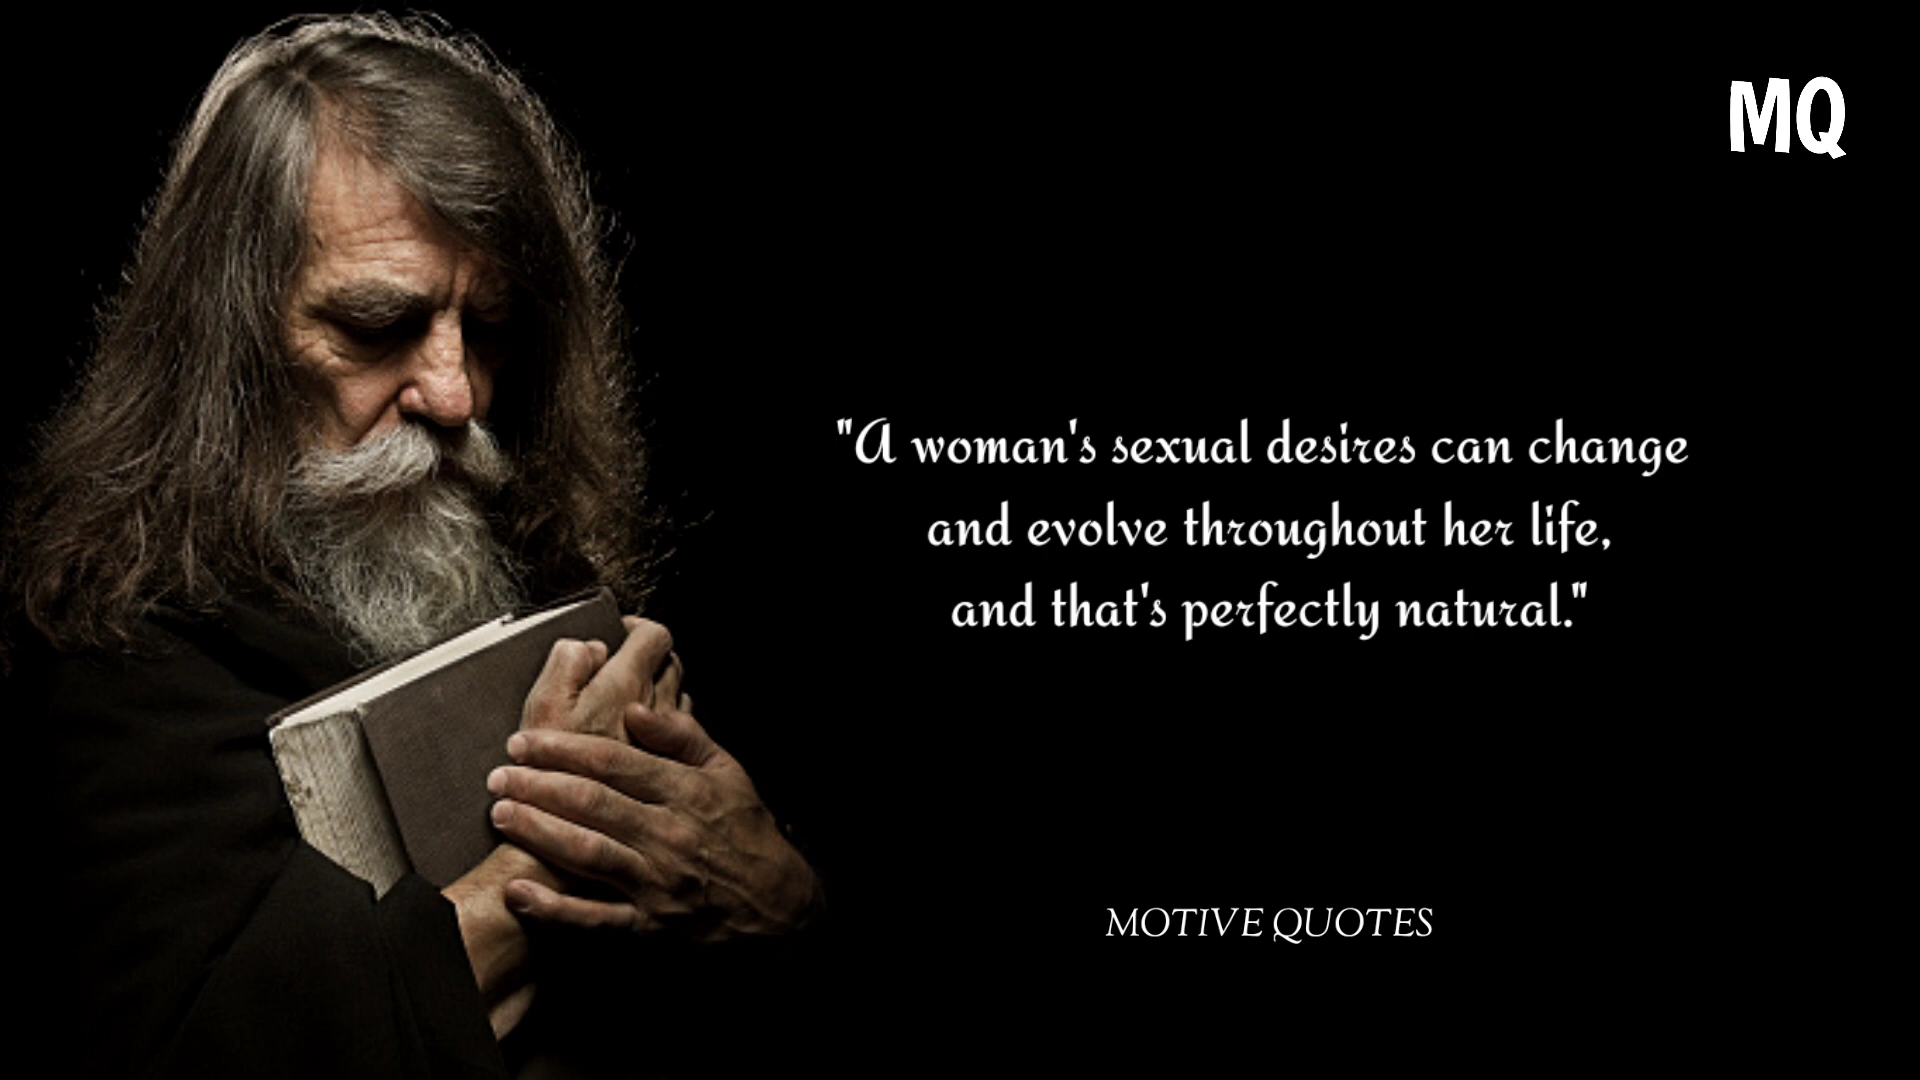 MQ
"A woman's sexual desires can change
and evolve throughout her life,
and that's perfectly natural."
MOTIVE QUOTES